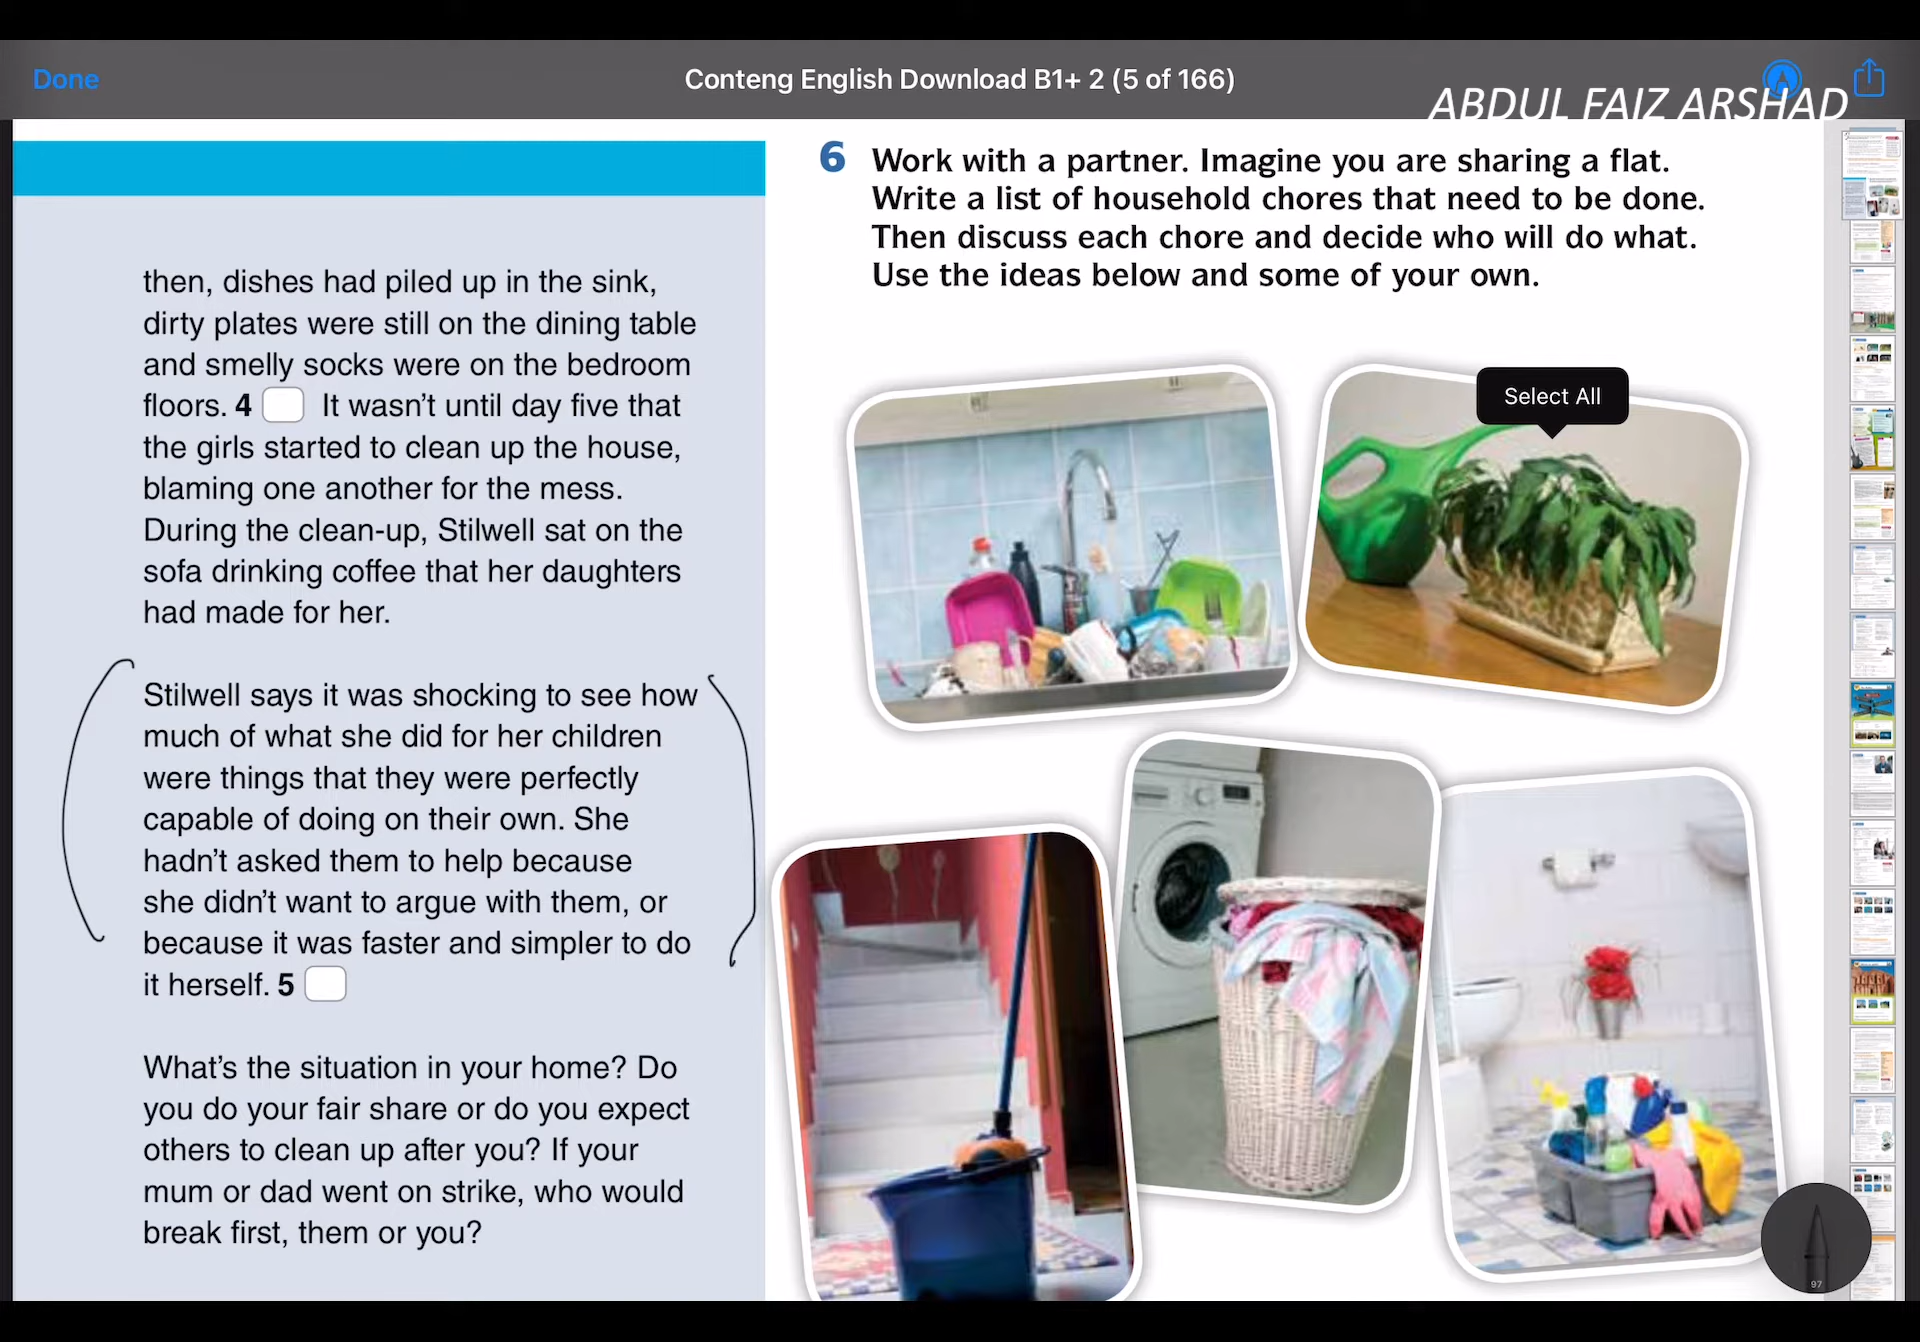 Done
Conteng English Download B1+ 2 (5 of 166)
ABDUL FAIZ ARSHAD
then, dishes had piled up in the sink,
dirty plates were still on the dining table
and smelly socks were on the bedroom
floors. 4 It wasn't until day five that
the girls started to clean up the house,
blaming one another for the mess.
During the clean-up, Stilwell sat on the
sofa drinking coffee that her daughters
had made for her.
Stilwell says it was shocking to see how
much of what she did for her children
were things that they were perfectly
capable of doing on their own. She
hadn't asked them to help because
she didn't want to argue with them, or
because it was faster and simpler to do
it herself. 5
What's the situation in your home? Do
you do your fair share or do you expect
others to clean up after you? If your
mum or dad went on strike, who would
break first, them or you?
6 Work with a partner. Imagine you are sharing a flat.
Write a list of household chores that need to be done.
Then discuss each chore and decide who will do what.
Use the ideas below and some of your own.
Select All
97